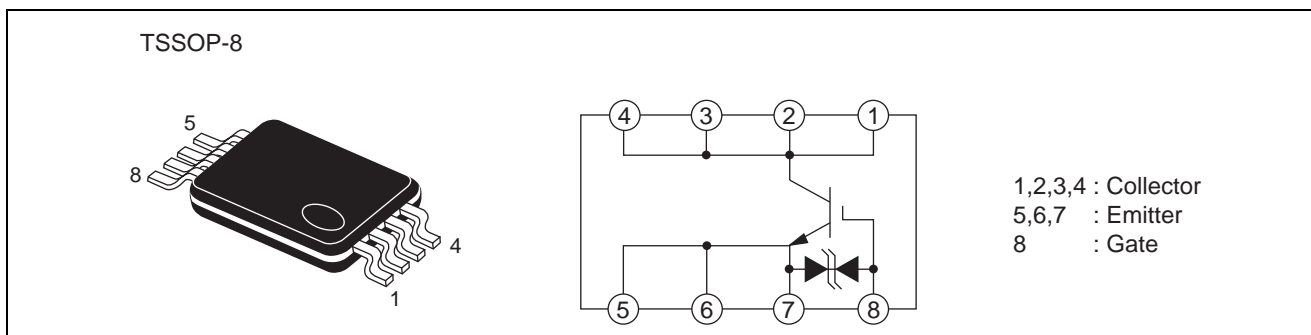 TSSOP-8
5
8
4
1
4 3 2 1
5 6 7 8
1,2,3,4 : Collector
5,6,7 : Emitter
8 : Gate